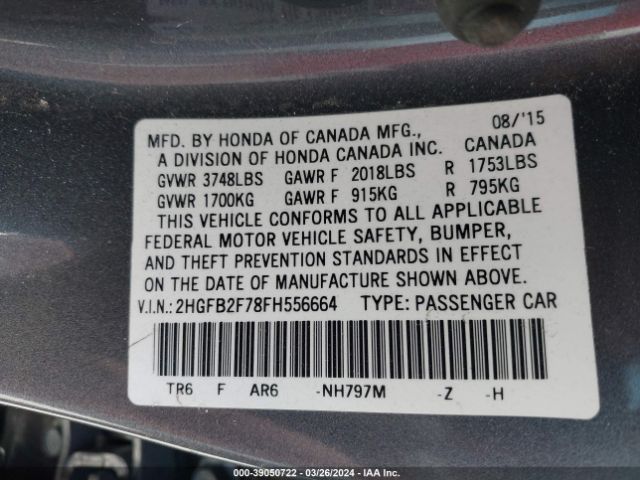 08/'15
MFD. BY HONDA OF CANADA MFG.,
A DIVISION OF HONDA CANADA INC. CANADA
GVWR 3748LBS GAWR F 2018LBS R 1753LBS
GVWR 1700KG GAWR F 915KG R 795KG
THIS VEHICLE CONFORMS TO ALL APPLICABLE
FEDERAL MOTOR VEHICLE SAFETY, BUMPER,
AND THEFT PREVENTION STANDARDS IN EFFECT
ON THE DATE OF MANUFACTURE SHOWN ABOVE.
V.I.N.: 2HGFB2F78FH556664 TYPE: PASSENGER CAR
TR6 F AR6 -NH797M -Z -H
000-39050722 — 03/26/2024 — IAA Inc.